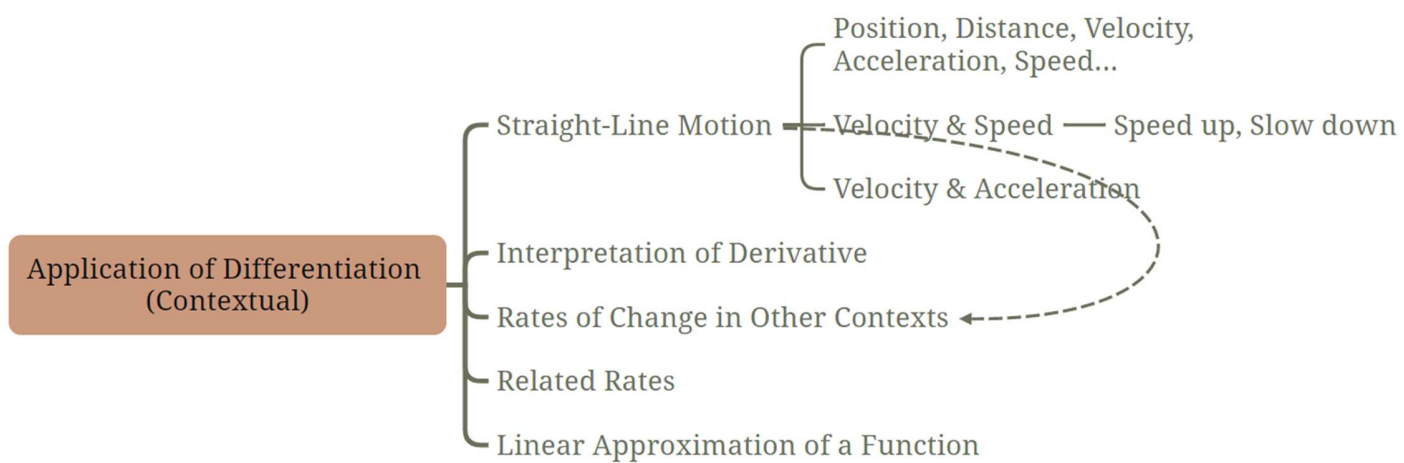 Application of Differentiation
(Contextual)
Straight-Line Motion
Position, Distance, Velocity,
Acceleration, Speed...
Velocity & Speed
Speed up, Slow down
Velocity & Acceleration
Interpretation of Derivative
Rates of Change in Other Contexts
Related Rates
Linear Approximation of a Function